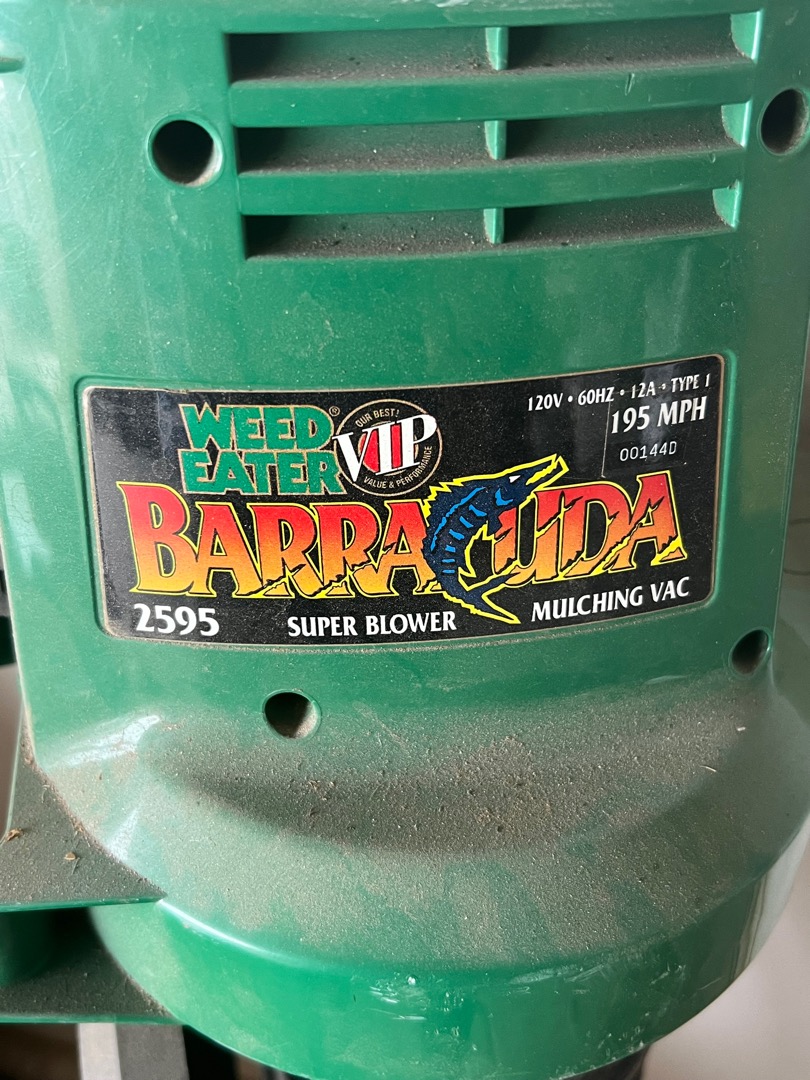 WEED EATER®
OUR BEST!
VIP
VALUE & PERFORMANCE
120V • 60HZ • 12A • TYPE 1
195 MPH
00144D
BARRACUDA
2595 SUPER BLOWER MULCHING VAC